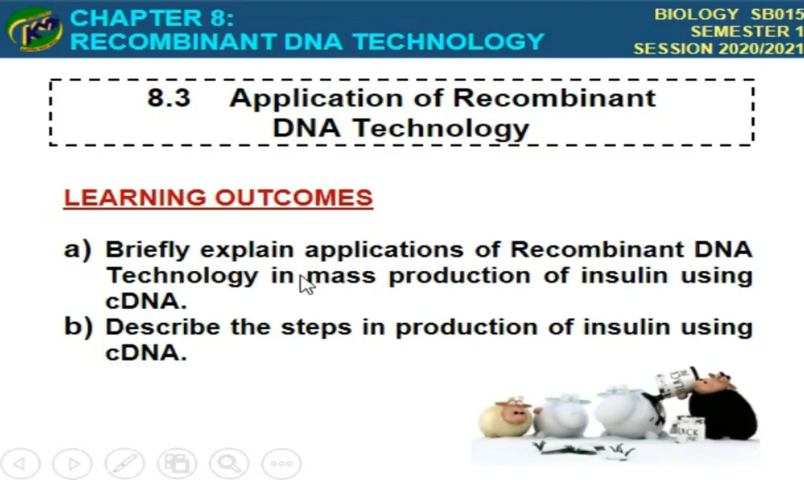 CHAPTER 8:
RECOMBINANT DNA TECHNOLOGY
BIOLOGY SB015
SEMESTER 1
SESSION 2020/2021
8.3 Application of Recombinant
DNA Technology
LEARNING OUTCOMES
a) Briefly explain applications of Recombinant DNA
Technology in mass production of insulin using
cDNA.
b) Describe the steps in production of insulin using
cDNA.